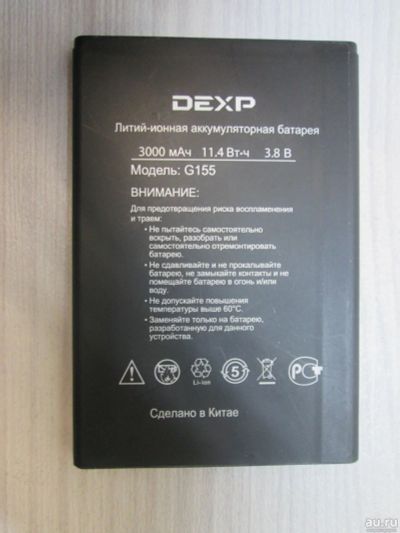 DEXP
Литий-ионная аккумуляторная батарея
3000 мАч 11.4 Вт-ч 3.8 В
Модель: G155
ВНИМАНИЕ:
Для предотвращения риска воспламенения
и травм:
• Не пытайтесь самостоятельно
вскрыть, разобрать или
самостоятельно отремонтировать
батарею.
• Не сдавливайте и не прокалывайте
батарею, не замыкайте контакты и не
помещайте батарею в огонь и/или
воду.
• Не допускайте повышения
температуры выше 60°C.
• Заменяйте только на батарею,
разработанную для данного
устройства.
Li-ion
5
РС
Сделано в Китае
au.ru